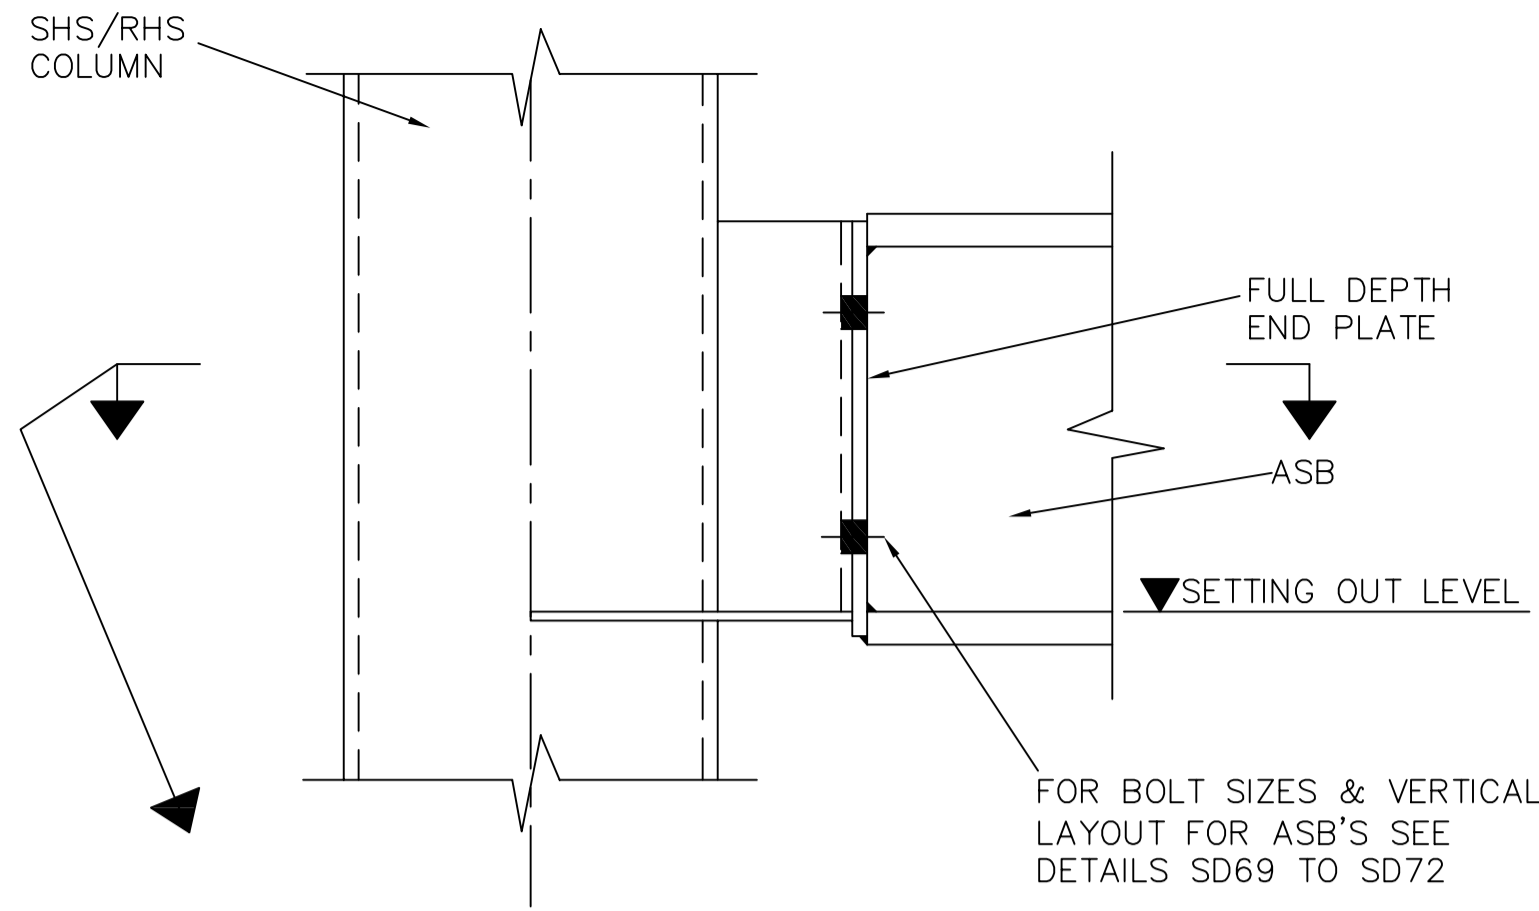 SHS/RHS
COLUMN
FULL DEPTH
END PLATE
ASB
SETTING OUT LEVEL
FOR BOLT SIZES & VERTICAL
LAYOUT FOR ASB'S SEE
DETAILS SD69 TO SD72